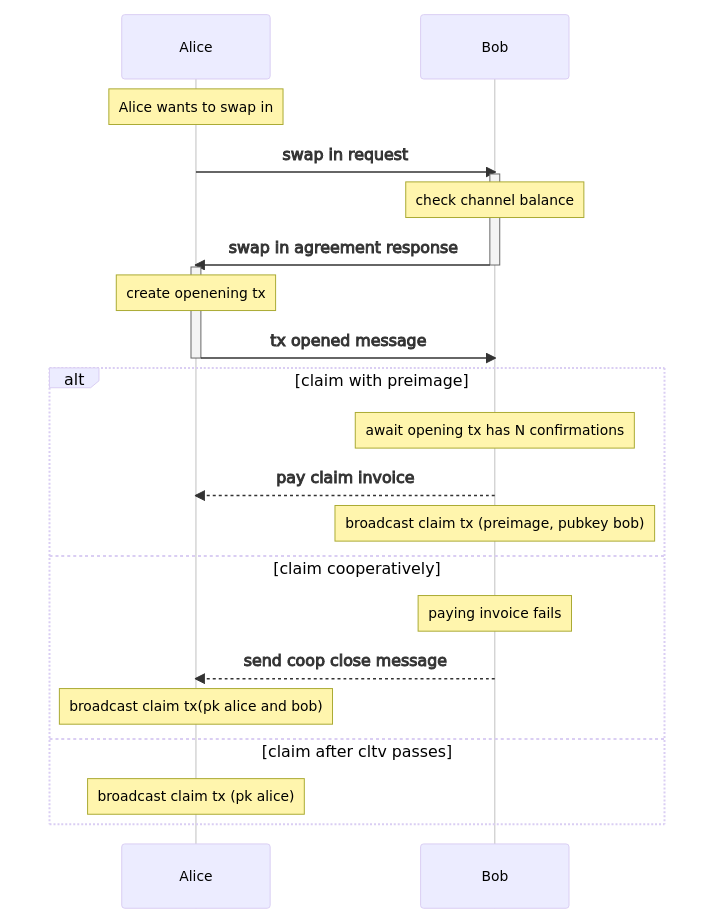 Alice
Bob
Alice wants to swap in
swap in request
check channel balance
swap in agreement response
create openening tx
tx opened message
alt
[claim with preimage]
await opening tx has N confirmations
pay claim invoice
broadcast claim tx (preimage, pubkey bob)
[claim cooperatively]
paying invoice fails
send coop close message
broadcast claim tx(pk alice and bob)
[claim after cltv passes]
broadcast claim tx (pk alice)
Alice
Bob